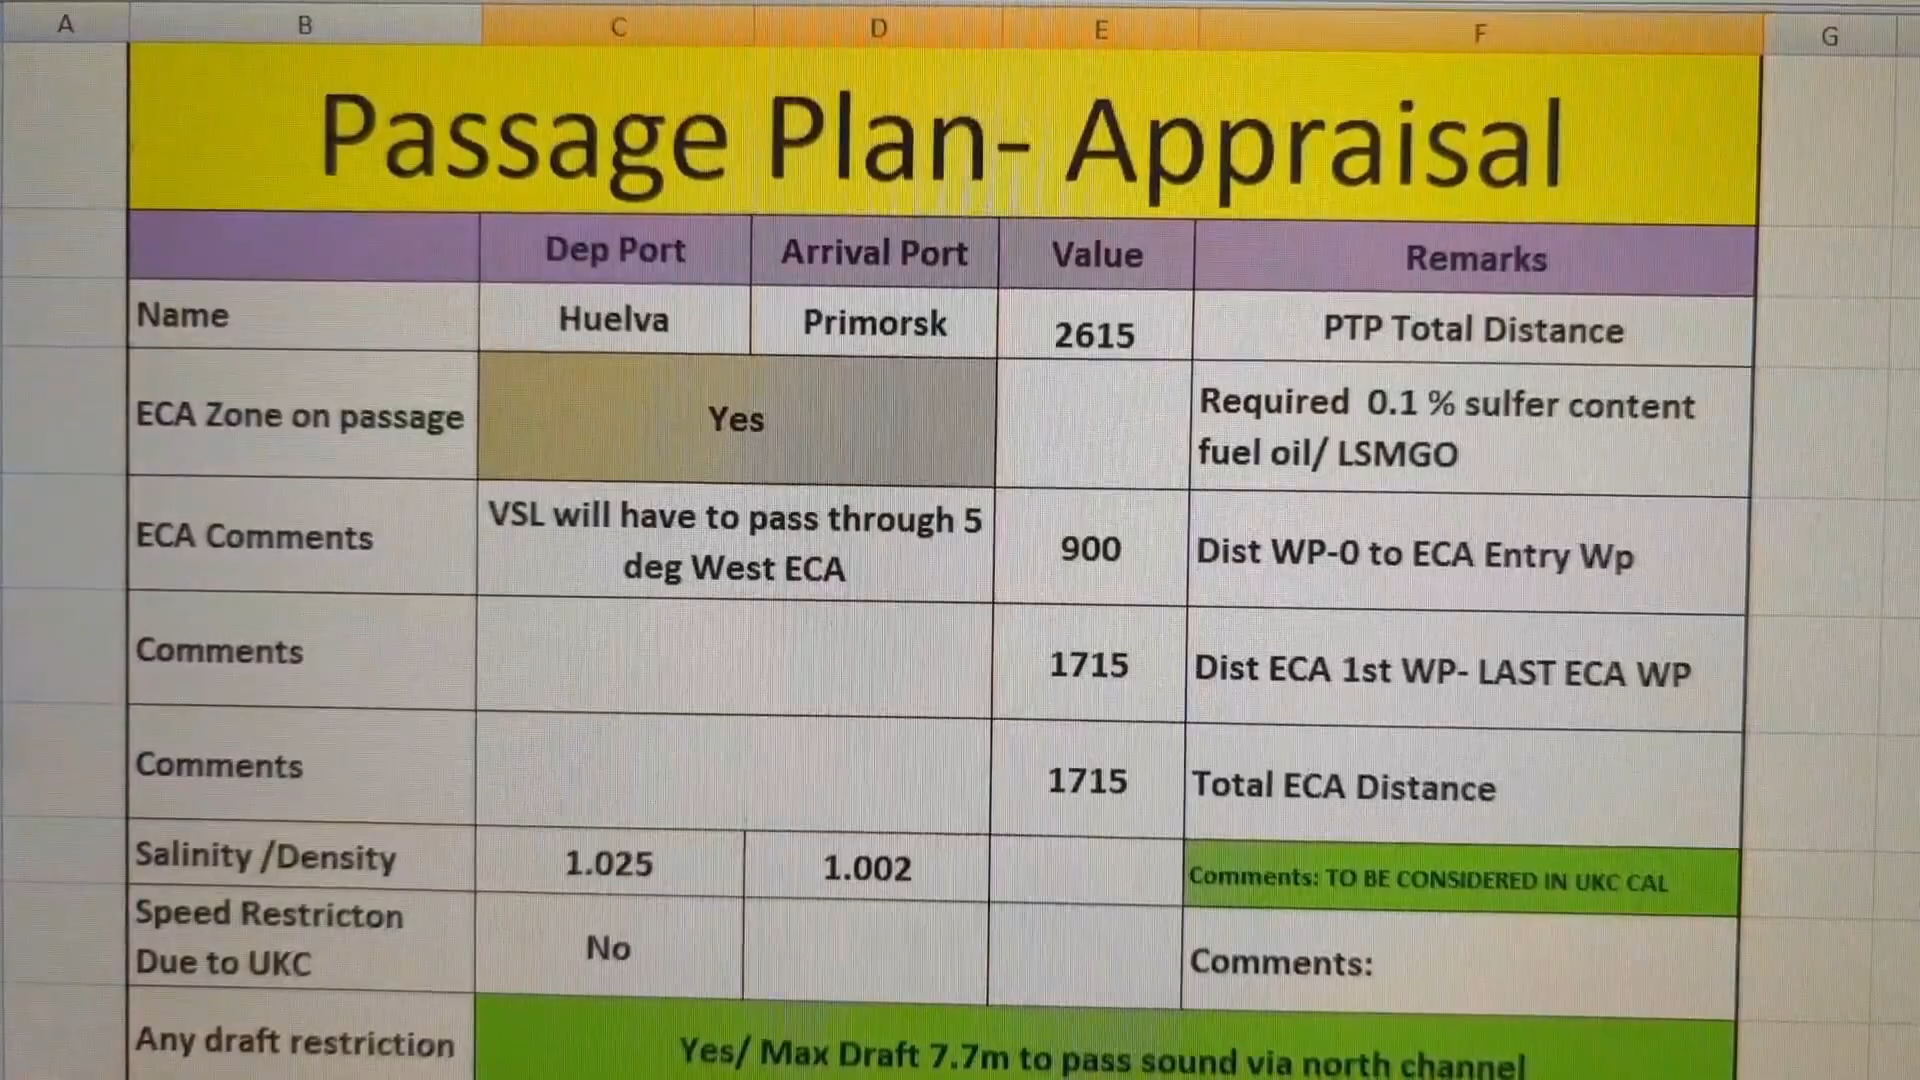 A B C D E F G
Passage Plan- Appraisal
Dep Port Arrival Port Value Remarks
Name Huelva Primorsk 2615 PTP Total Distance
ECA Zone on passage Yes Required 0.1 % sulfer content
fuel oil/ LSMGO
ECA Comments VSL will have to pass through 5
deg West ECA 900 Dist WP-0 to ECA Entry Wp
Comments 1715 Dist ECA 1st WP- LAST ECA WP
Comments 1715 Total ECA Distance
Salinity /Density 1.025 1.002 Comments: TO BE CONSIDERED IN UKC CAL
Speed Restricton
Due to UKC No Comments:
Any draft restriction Yes/ Max Draft 7.7m to pass sound via north channel